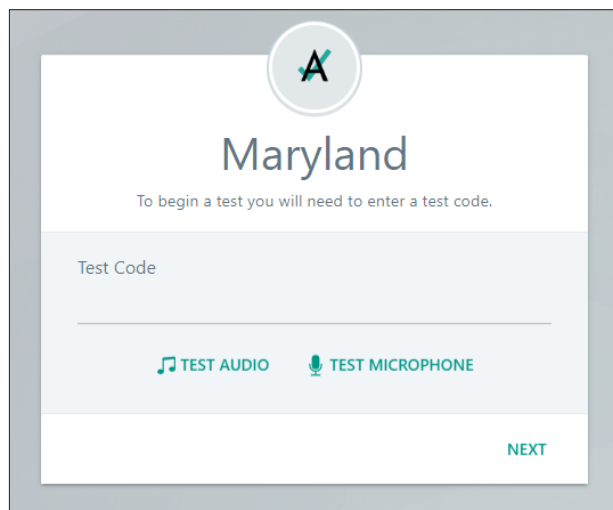 Maryland
To begin a test you will need to enter a test code.
Test Code
TEST AUDIO TEST MICROPHONE
NEXT